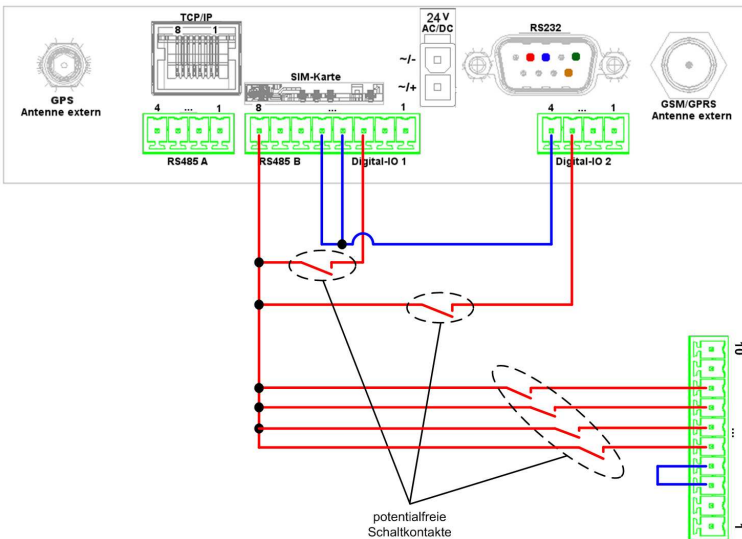 TCP/IP
8 1
24 V
AC/DC
RS232
~/-
~/+
SIM-Karte
GPS
Antenne extern
GSM/GPRS
Antenne extern
4 ... 1
8 ... 1
4 ... 1
RS485 A
RS485 B
Digital-IO 1
Digital-IO 2
10
...
1
potentialfreie
Schaltkontakte